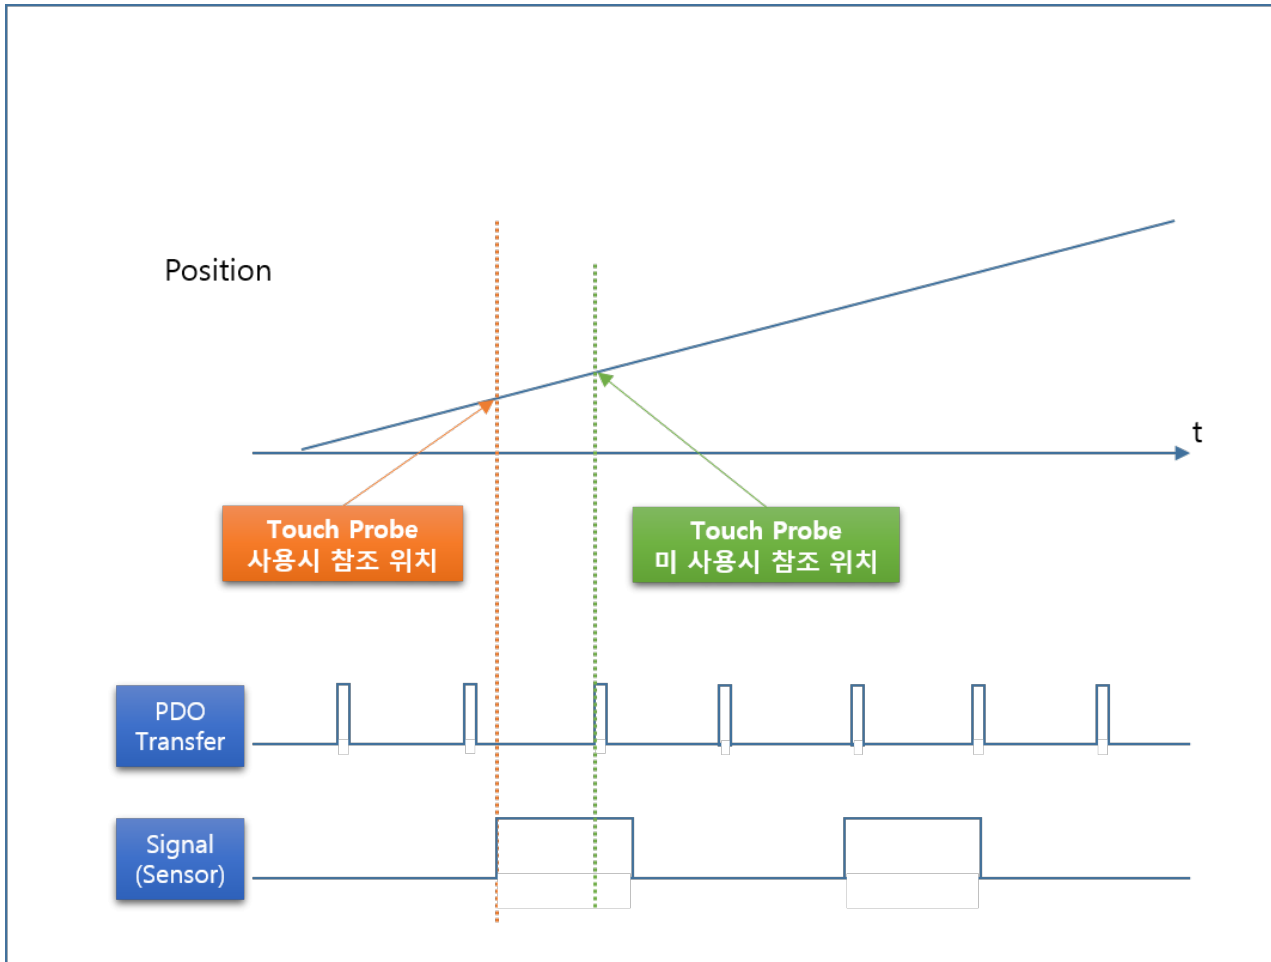 Position
t
Touch Probe
사용시 참조 위치
Touch Probe
미 사용시 참조 위치
PDO
Transfer
Signal
(Sensor)